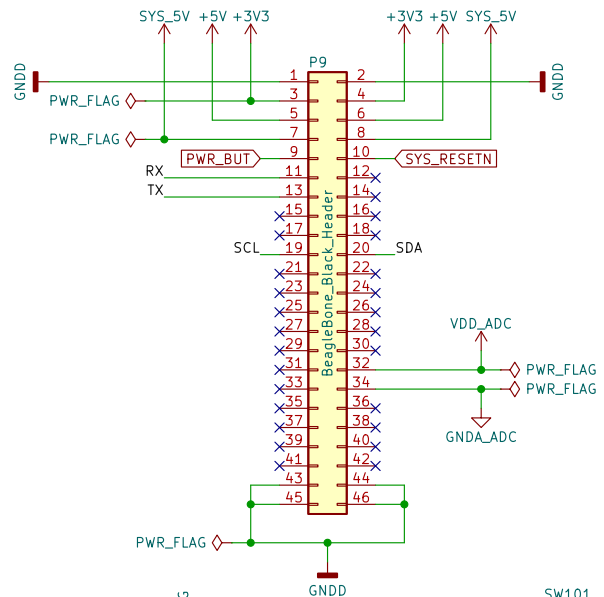 SYS_5V +5V +3V3 +3V3 +5V SYS_5V
P9
GNDD 1 2 GNDD
PWR_FLAG 3 4
5 6
PWR_FLAG 7 8
PWR_BUT 9 10 SYS_RESETN
RX 11 12
TX 13 14
15 16
17 18
SCL 19 20 SDA
21 22
23 24
25 26
27 28
29 30
BeagleBone_Black_Header
VDD_ADC
31 32 PWR_FLAG
33 34 PWR_FLAG
35 36
37 38
GNDA_ADC
39 40
41 42
43 44
45 46
PWR_FLAG
GNDD
SW101